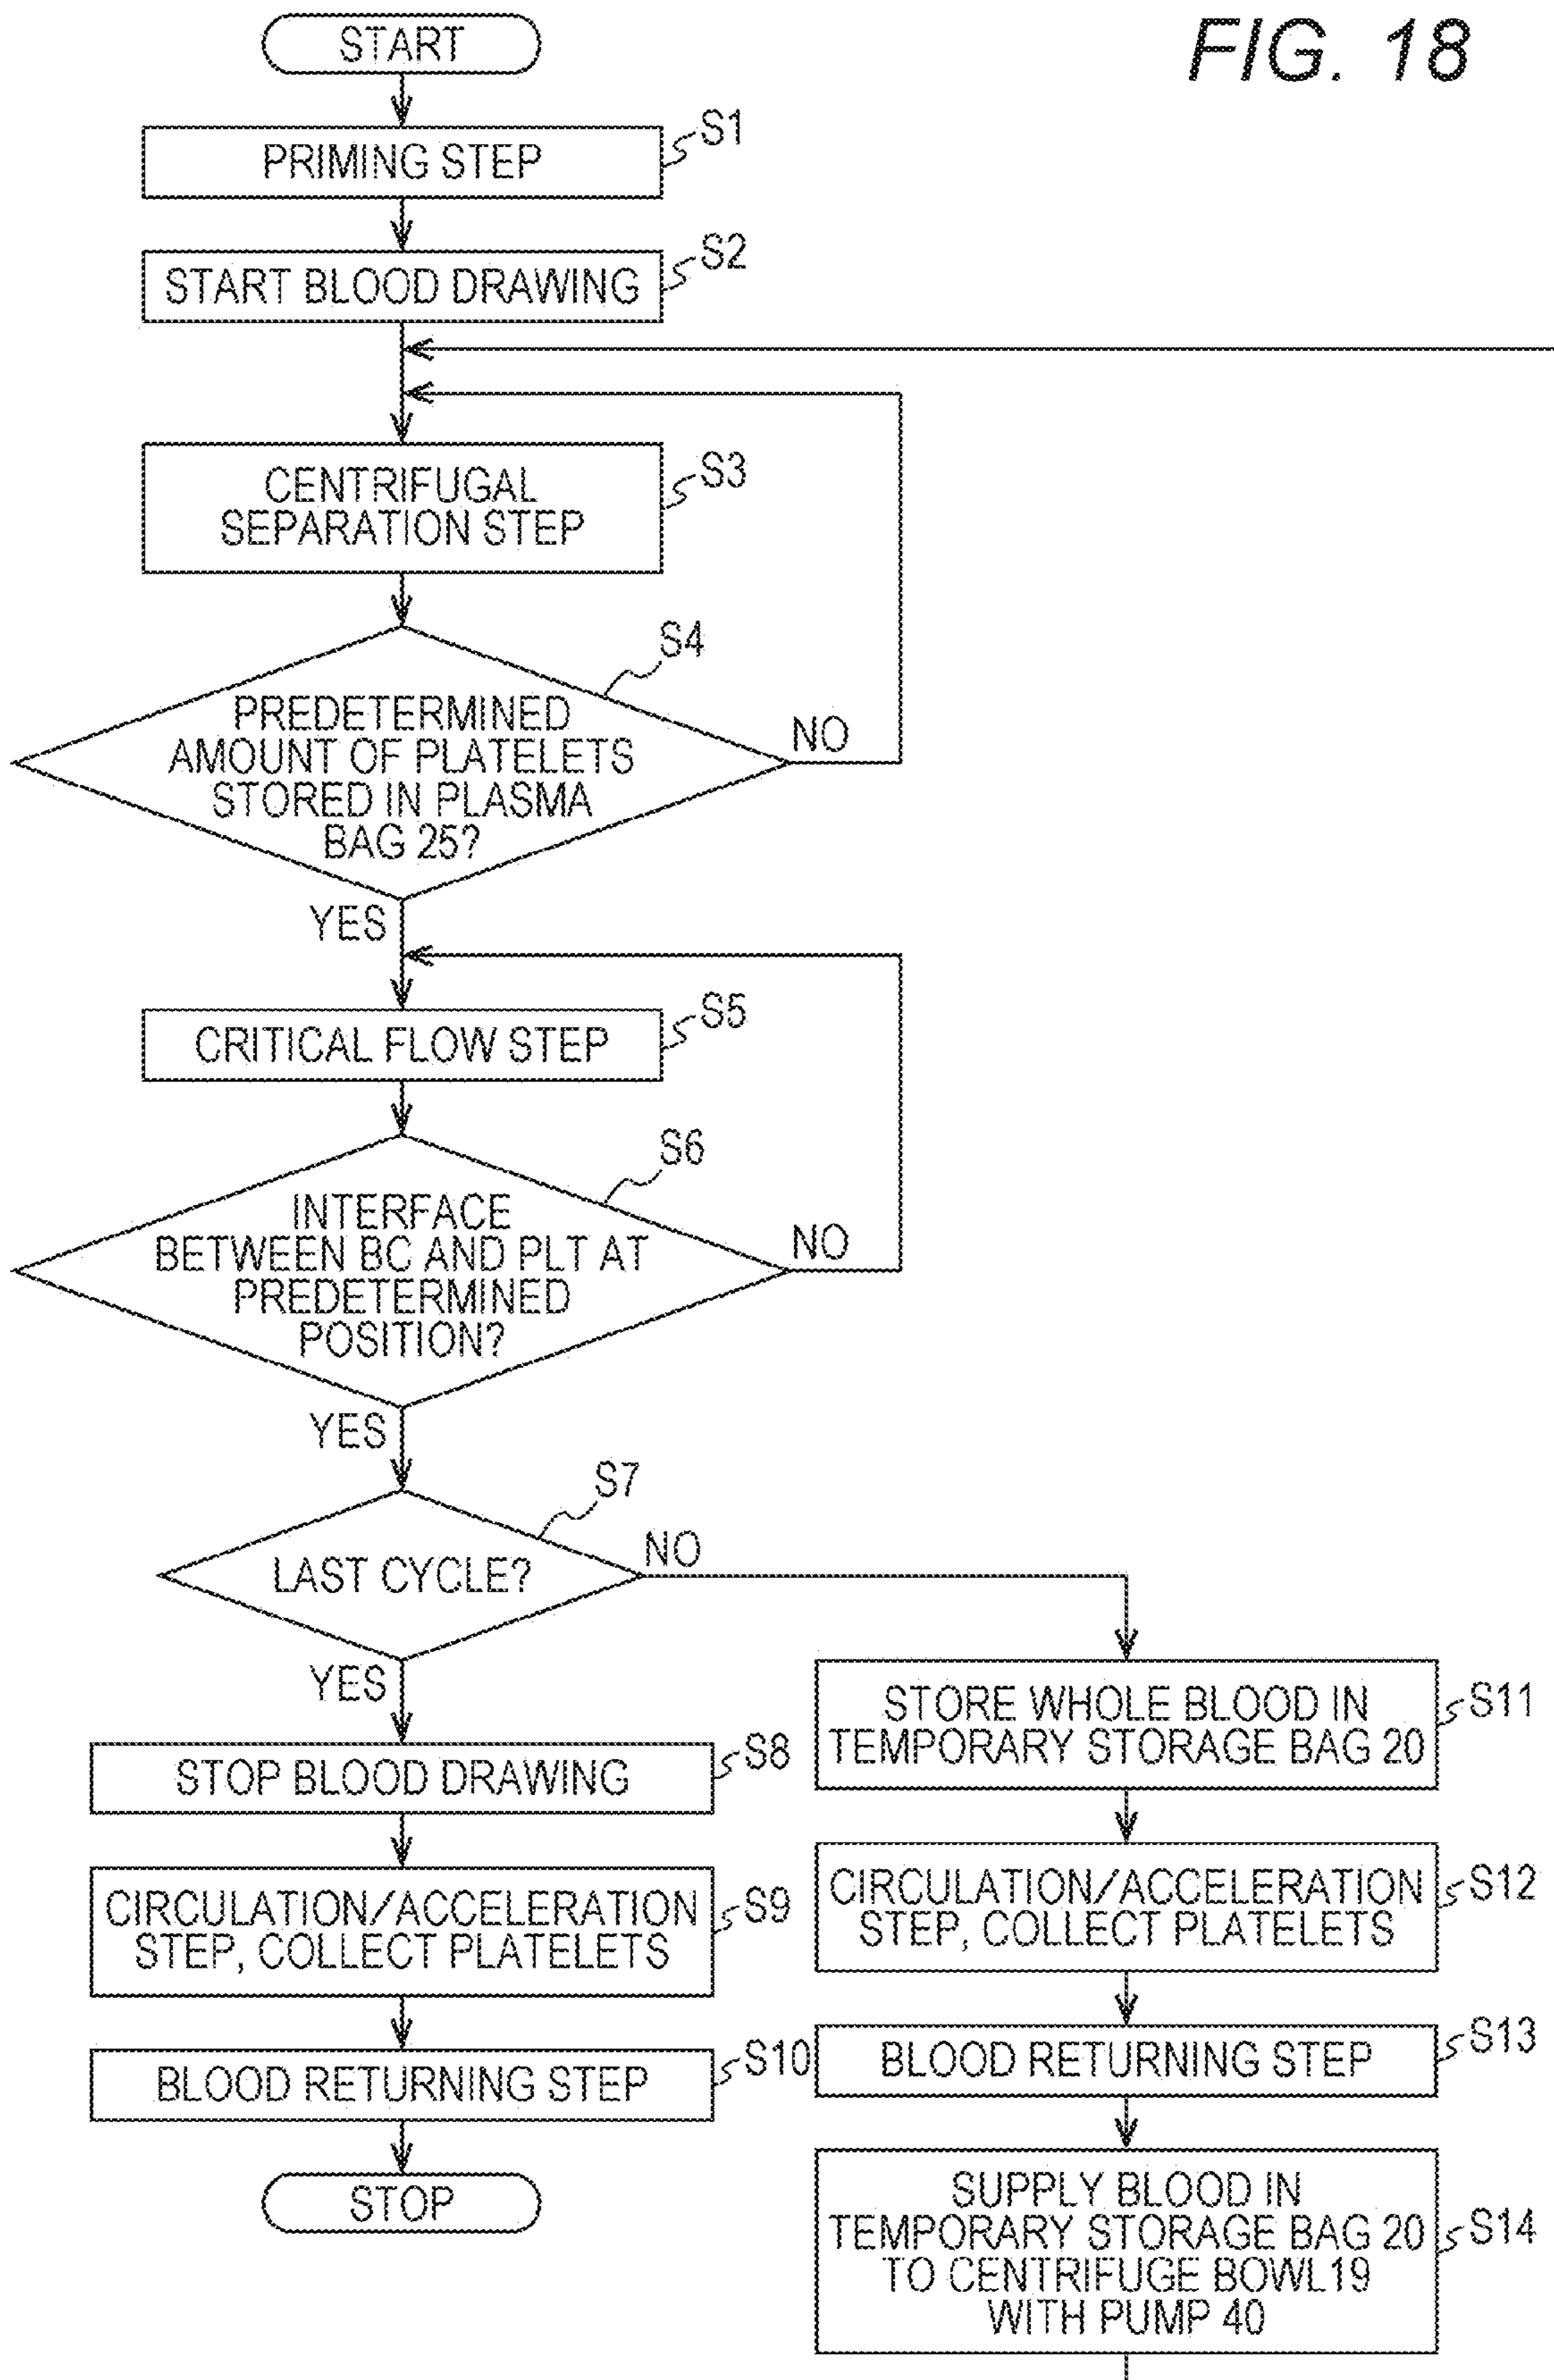 FIG. 18
START
PRIMING STEP
S1
START BLOOD DRAWING
S2
CENTRIFUGAL
SEPARATION STEP
S3
S4
PREDETERMINED
AMOUNT OF PLATELETS
STORED IN PLASMA
BAG 25?
NO
YES
CRITICAL FLOW STEP
S5
S6
INTERFACE
BETWEEN BC AND PLT AT
PREDETERMINED
POSITION?
NO
YES
S7
LAST CYCLE?
NO
YES
STOP BLOOD DRAWING
S8
CIRCULATION/ACCELERATION
STEP, COLLECT PLATELETS
S9
BLOOD RETURNING STEP
S10
STOP
STORE WHOLE BLOOD IN
TEMPORARY STORAGE BAG 20
S11
CIRCULATION/ACCELERATION
STEP, COLLECT PLATELETS
S12
BLOOD RETURNING STEP
S13
SUPPLY BLOOD IN
TEMPORARY STORAGE BAG 20
TO CENTRIFUGE BOWL19
WITH PUMP 40
S14